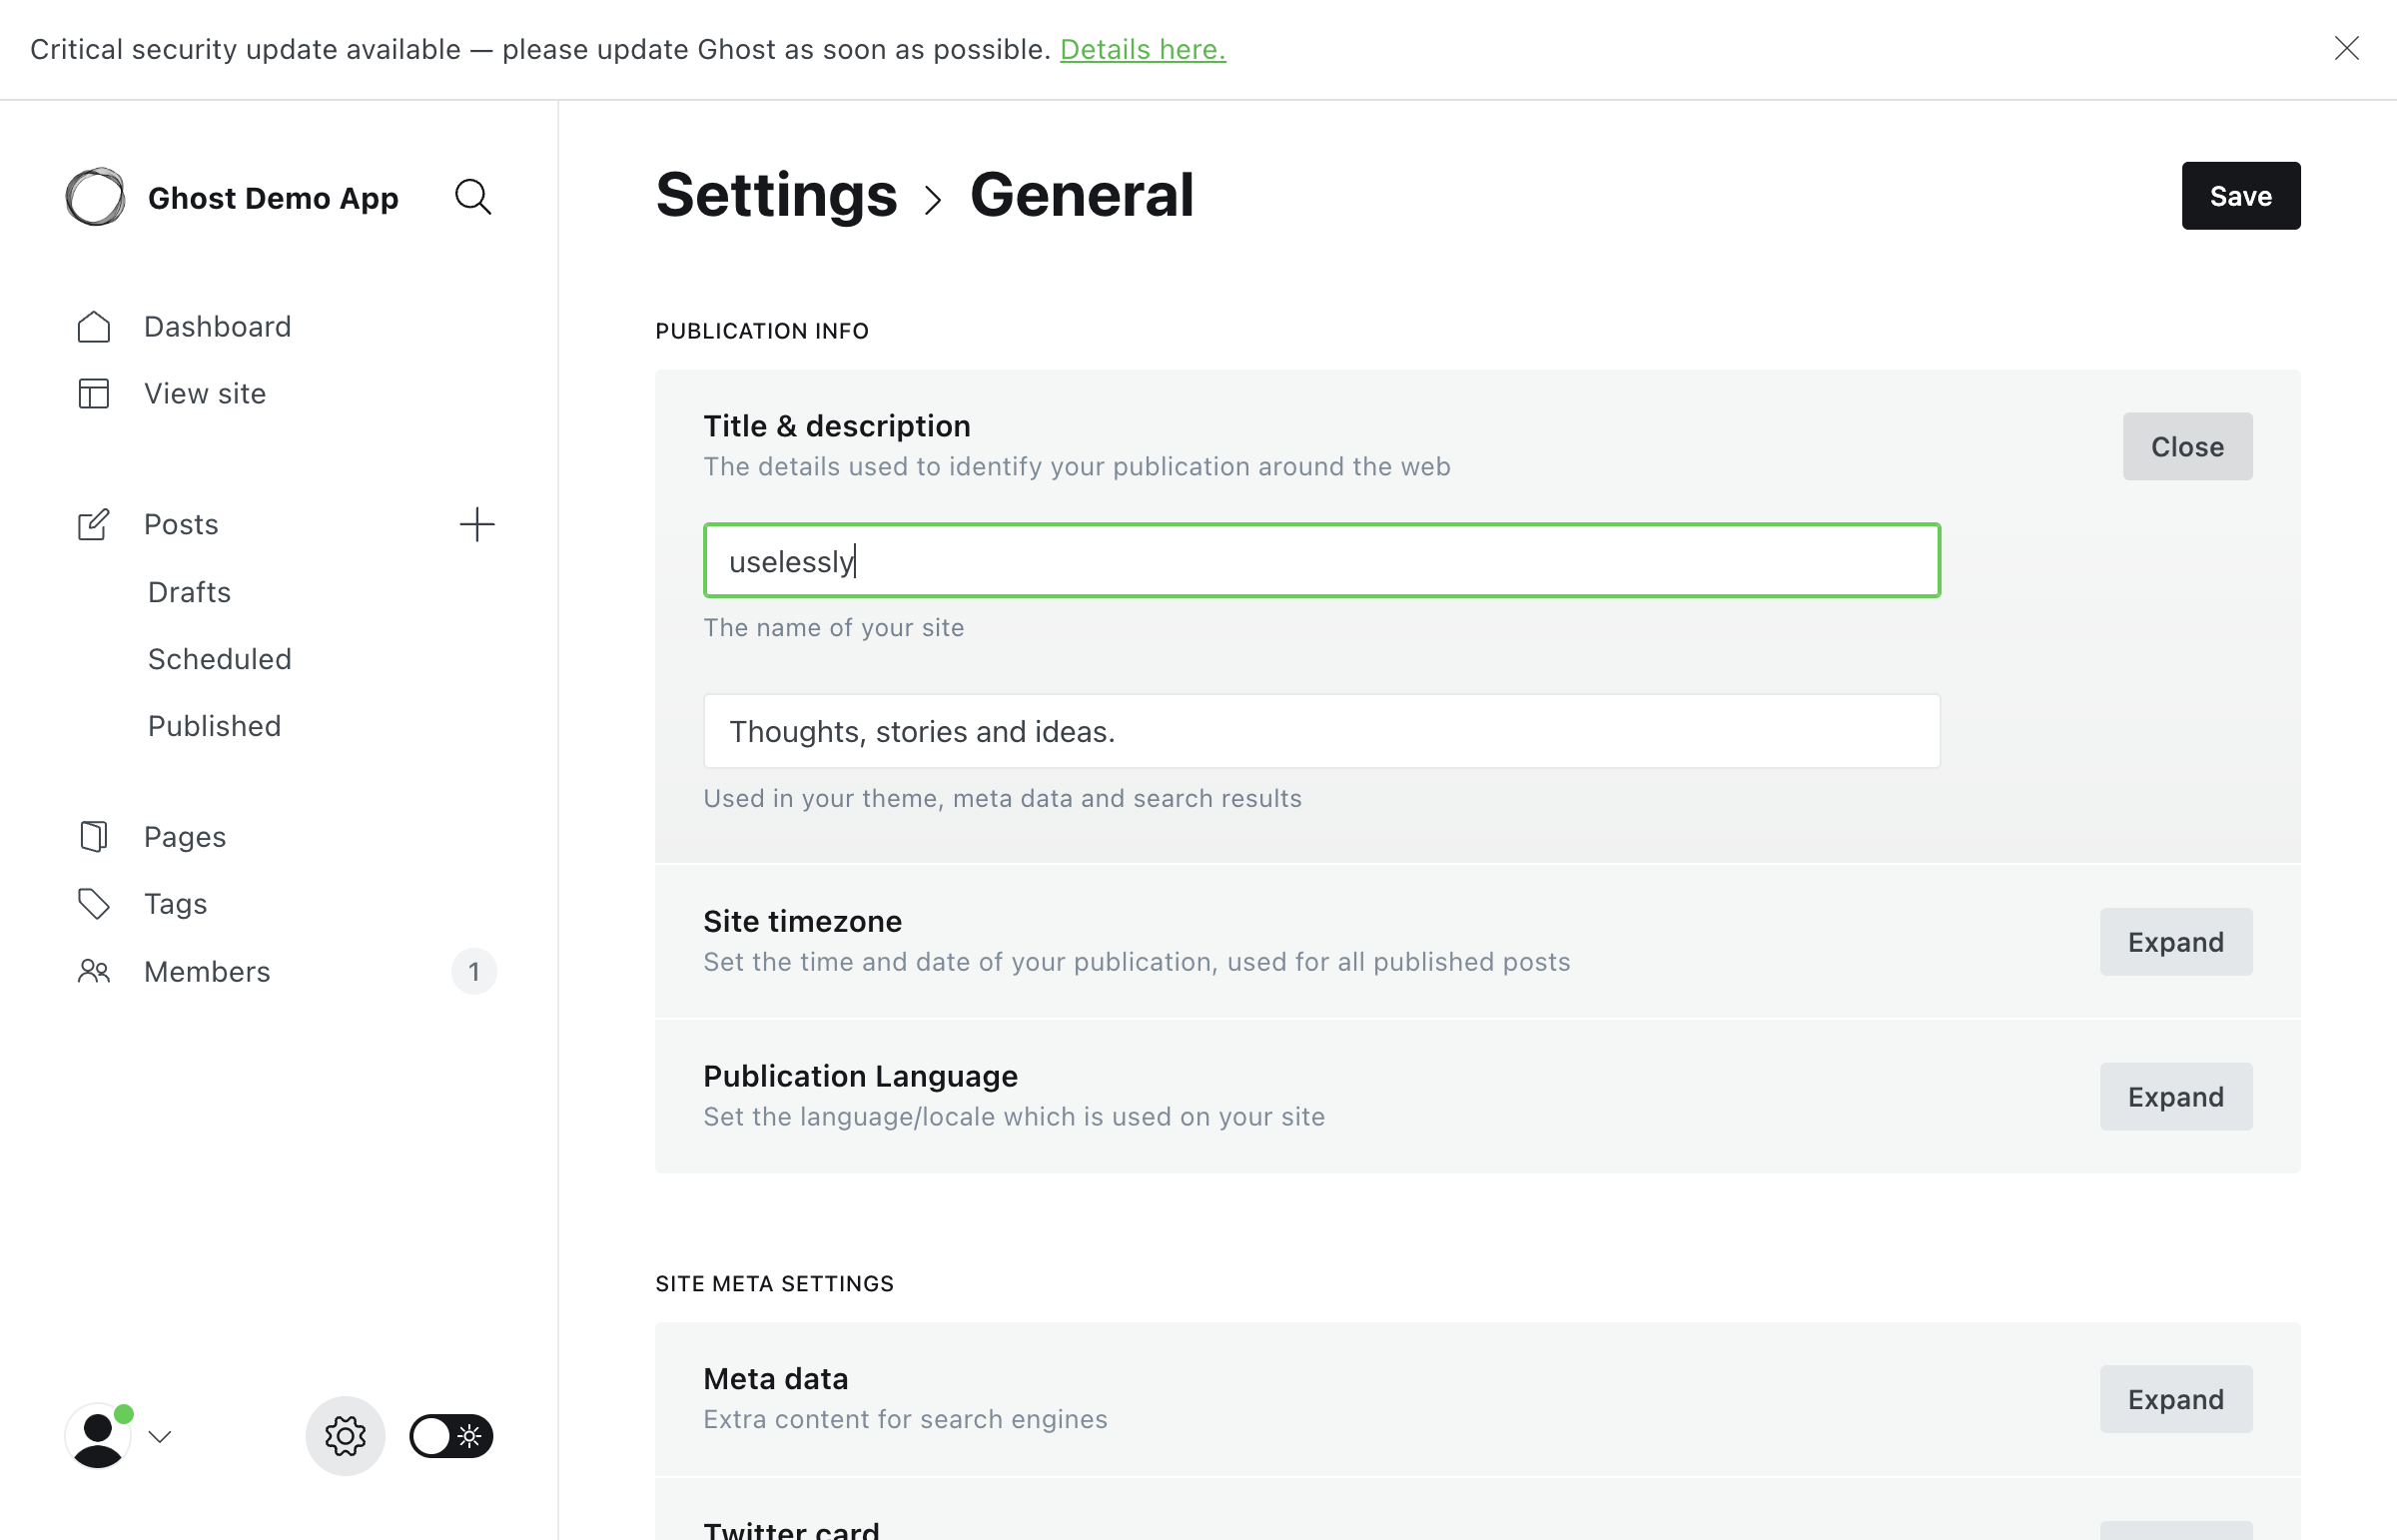 Critical security update available — please update Ghost as soon as possible. Details here.
Ghost Demo App
Dashboard
View site
Posts
Drafts
Scheduled
Published
Pages
Tags
Members 1
Settings > General
Save
PUBLICATION INFO
Title & description
The details used to identify your publication around the web
Close
uselessly
The name of your site
Thoughts, stories and ideas.
Used in your theme, meta data and search results
Site timezone
Set the time and date of your publication, used for all published posts
Expand
Publication Language
Set the language/locale which is used on your site
Expand
SITE META SETTINGS
Meta data
Extra content for search engines
Expand
Twitter card